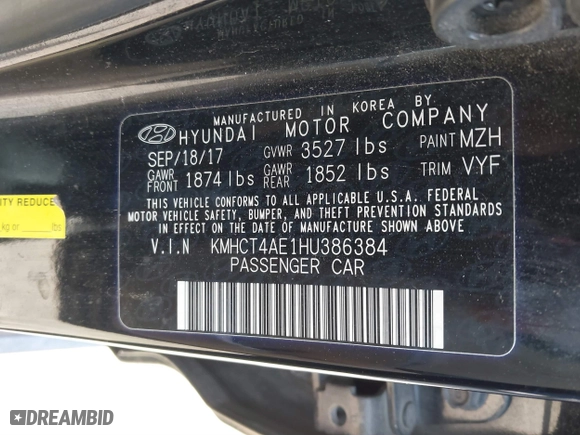 MANUFACTURED IN KOREA BY
HYUNDAI MOTOR COMPANY
SEP/18/17 GVWR 3527 lbs PAINT MZH
GAWR FRONT 1874 lbs GAWR REAR 1852 lbs TRIM VYF
THIS VEHICLE CONFORMS TO ALL APPLICABLE U.S.A. FEDERAL
MOTOR VEHICLE SAFETY, BUMPER, AND THEFT PREVENTION STANDARDS
IN EFFECT ON THE DATE OF MANUFACTURE SHOWN ABOVE
V.I.N KMHCT4AE1HU386384
PASSENGER CAR
ITY REDUCE
kg or lbs
DREAMBID